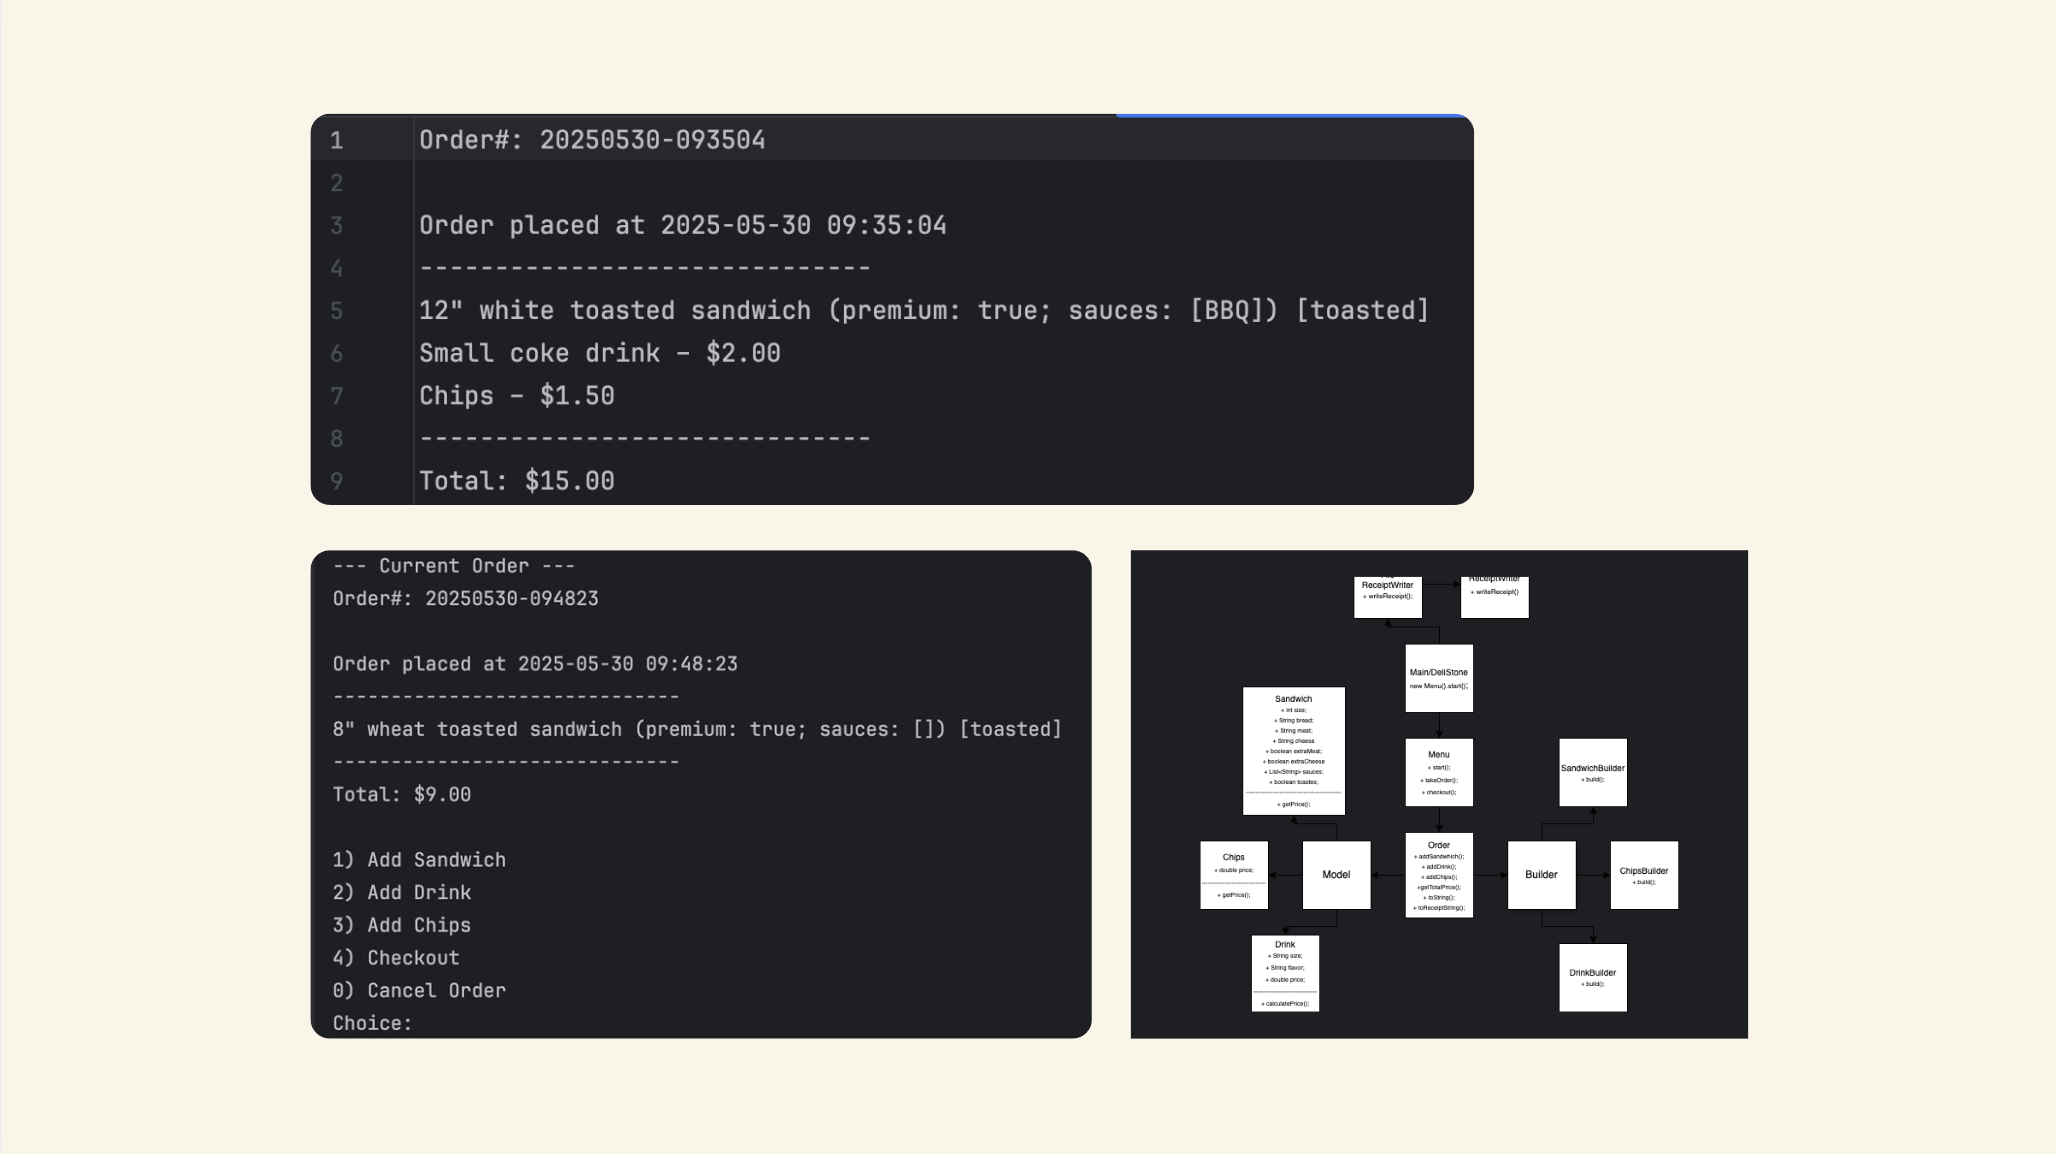 1 Order#: 20250530-093504
2
3 Order placed at 2025-05-30 09:35:04
4 ------------------------------
5 12" white toasted sandwich (premium: true; sauces: [BBQ]) [toasted]
6 Small coke drink – $2.00
7 Chips – $1.50
8 ------------------------------
9 Total: $15.00
--- Current Order ---
Order#: 20250530-094823
Order placed at 2025-05-30 09:48:23
------------------------------
8" wheat toasted sandwich (premium: true; sauces: []) [toasted]
------------------------------
Total: $9.00
1) Add Sandwich
2) Add Drink
3) Add Chips
4) Checkout
0) Cancel Order
Choice:
ReceiptWriter
+ writeReceipt();
ReceiptWriter
+ writeReceipt()
Main/DeliStone
new Menu().start();
Sandwich
+ int size;
+ String bread;
+ String meat;
+ String cheese
+ boolean extraMeat;
+ boolean extraCheese
+ List<String> sauces;
+ boolean toastes;
+ getPrice();
Menu
+ start();
+ takeOrder();
+ checkout();
SandwichBuilder
+ build();
Chips
+ double price;
+ getPrice();
Model
Order
+ addSandwhich();
+ addDrink();
+ addChips();
+getTotalPrice();
+ toString();
+ toReceiptString();
Builder
ChipsBuilder
+ build();
Drink
+ String size;
+ String flavor;
+ double price;
+ calculatePrice();
DrinkBuilder
+ build();